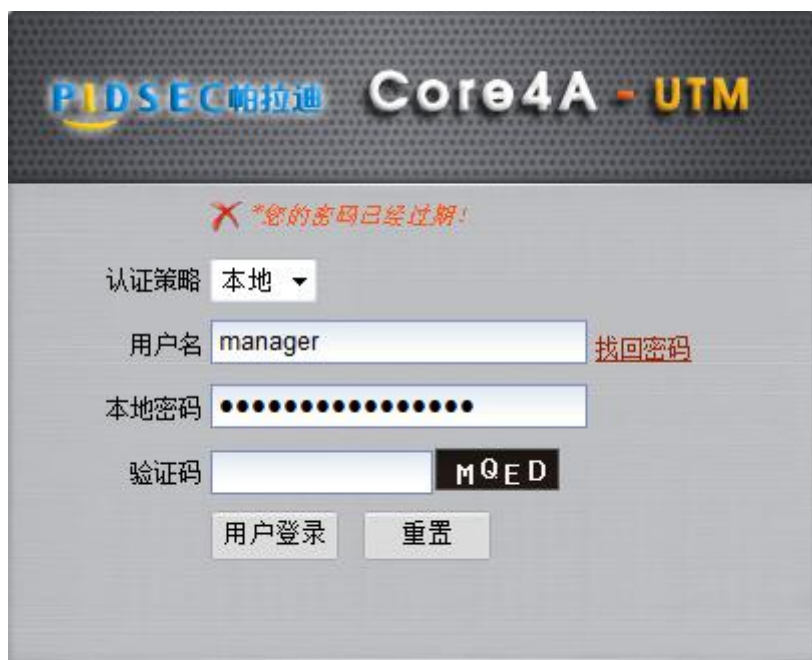 PLDSEC帕拉迪 Core4A - UTM
*您的密码已经过期!
认证策略 本地
用户名 manager 找回密码
本地密码 ••••••••••••••••
验证码 MQED
用户登录 重置